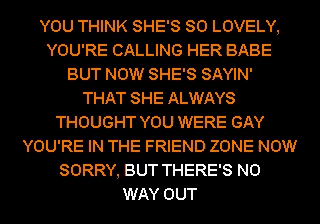 YOU THINK SHE'S SO LOVELY,
YOU'RE CALLING HER BABE
BUT NOW SHE'S SAYIN'
THAT SHE ALWAYS
THOUGHT YOU WERE GAY
YOU'RE IN THE FRIEND ZONE NOW
SORRY, BUT THERE'S NO
WAY OUT